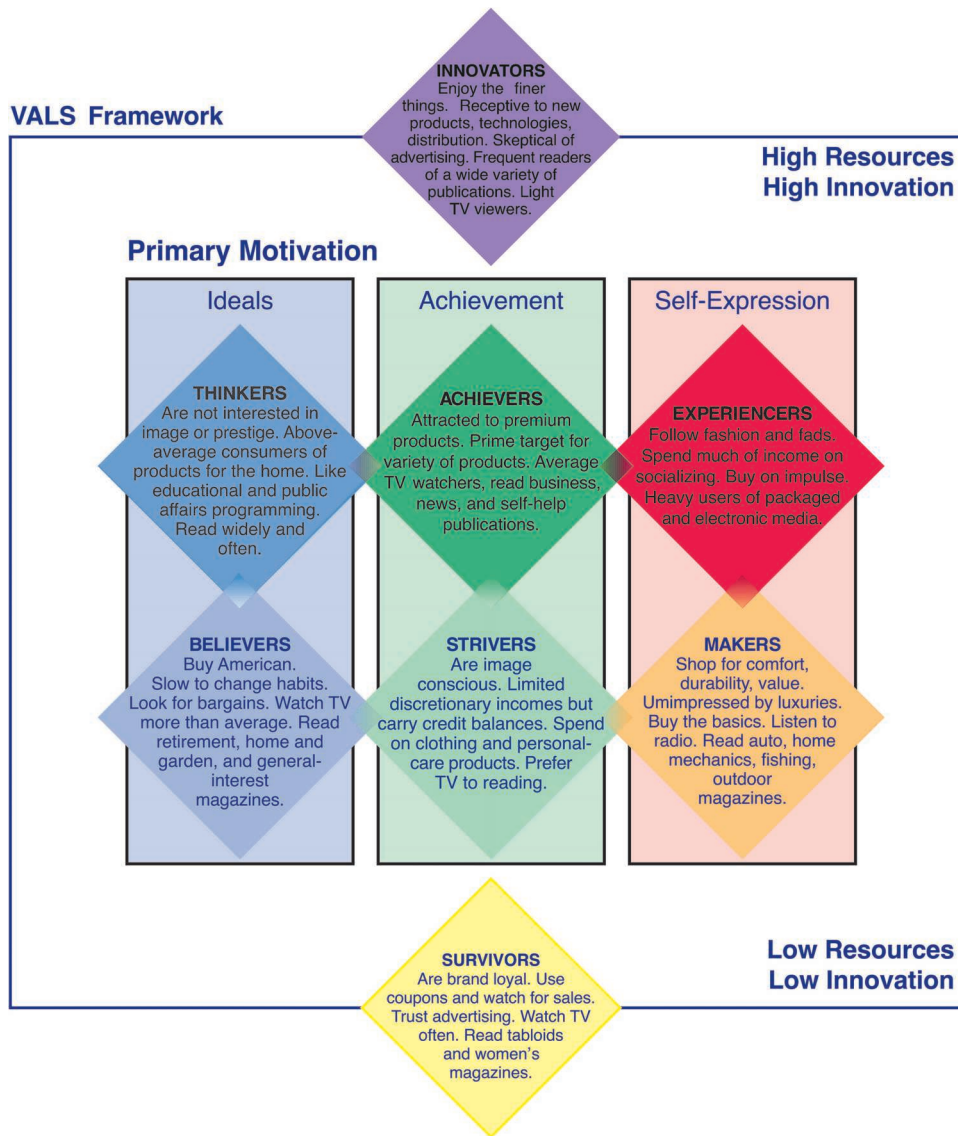 INNOVATORS
Enjoy the finer
things. Receptive to new
products, technologies,
distribution. Skeptical of
advertising. Frequent readers
of a wide variety of
publications. Light
TV viewers.
VALS Framework
High Resources
High Innovation
Primary Motivation
Ideals
Achievement
Self-Expression
THINKERS
Are not interested in
image or prestige. Above-
average consumers of
products for the home. Like
educational and public
affairs programming.
Read widely and
often.
ACHIEVERS
Attracted to premium
products. Prime target for
variety of products. Average
TV watchers, read business,
news, and self-help
publications.
EXPERIENCERS
Follow fashion and fads.
Spend much of income on
socializing. Buy on impulse.
Heavy users of packaged
and electronic media.
BELIEVERS
Buy American.
Slow to change habits.
Look for bargains. Watch TV
more than average. Read
retirement, home and
garden, and general-
interest
magazines.
STRIVERS
Are image
conscious. Limited
discretionary incomes but
carry credit balances. Spend
on clothing and personal-
care products. Prefer
TV to reading.
MAKERS
Shop for comfort,
durability, value.
Umimpressed by luxuries.
Buy the basics. Listen to
radio. Read auto, home
mechanics, fishing,
outdoor
magazines.
Low Resources
Low Innovation
SURVIVORS
Are brand loyal. Use
coupons and watch for sales.
Trust advertising. Watch TV
often. Read tabloids
and women's
magazines.